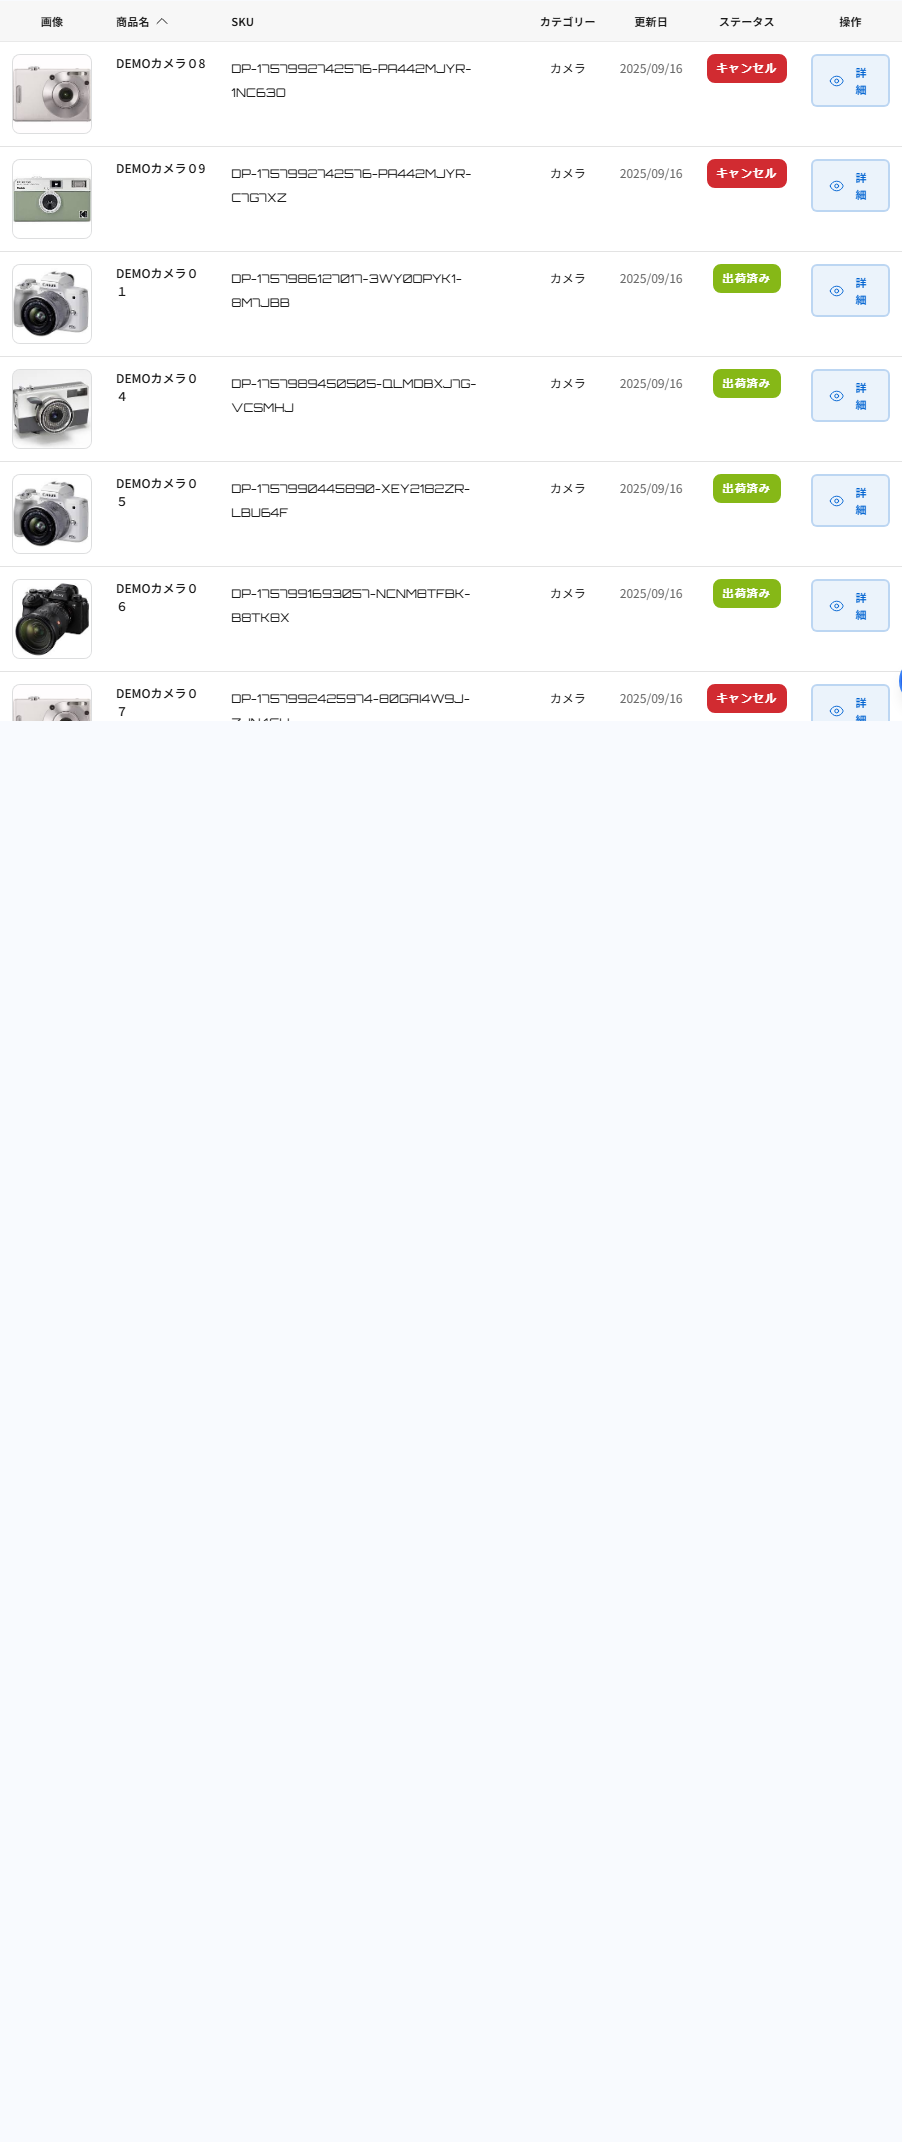 画像 商品名 SKU カテゴリー 更新日 ステータス 操作
DEMOカメラ０８ DP-1757992742576-PA442MJYR- カメラ 2025/09/16 キャンセル 詳
1NC63O 細
DEMOカメラ０９ DP-1757992742576-PA442MJYR- カメラ 2025/09/16 キャンセル 詳
C7G7XZ 細
DEMOカメラ０ DP-1757986127017-3WY0OPYK1- カメラ 2025/09/16 出荷済み 詳
１ 8M7JBB 細
DEMOカメラ０ DP-1757989450505-QLMDBXJ7G- カメラ 2025/09/16 出荷済み 詳
４ VCSMHJ 細
DEMOカメラ０ DP-1757990445890-XEY2182ZR- カメラ 2025/09/16 出荷済み 詳
５ LBU64F 細
DEMOカメラ０ DP-1757991693057-NCNM8TFBK- カメラ 2025/09/16 出荷済み 詳
６ B8TK8X 細
DEMOカメラ０ DP-1757992425974-80GAI4W9J- カメラ 2025/09/16 キャンセル 詳
７ 細